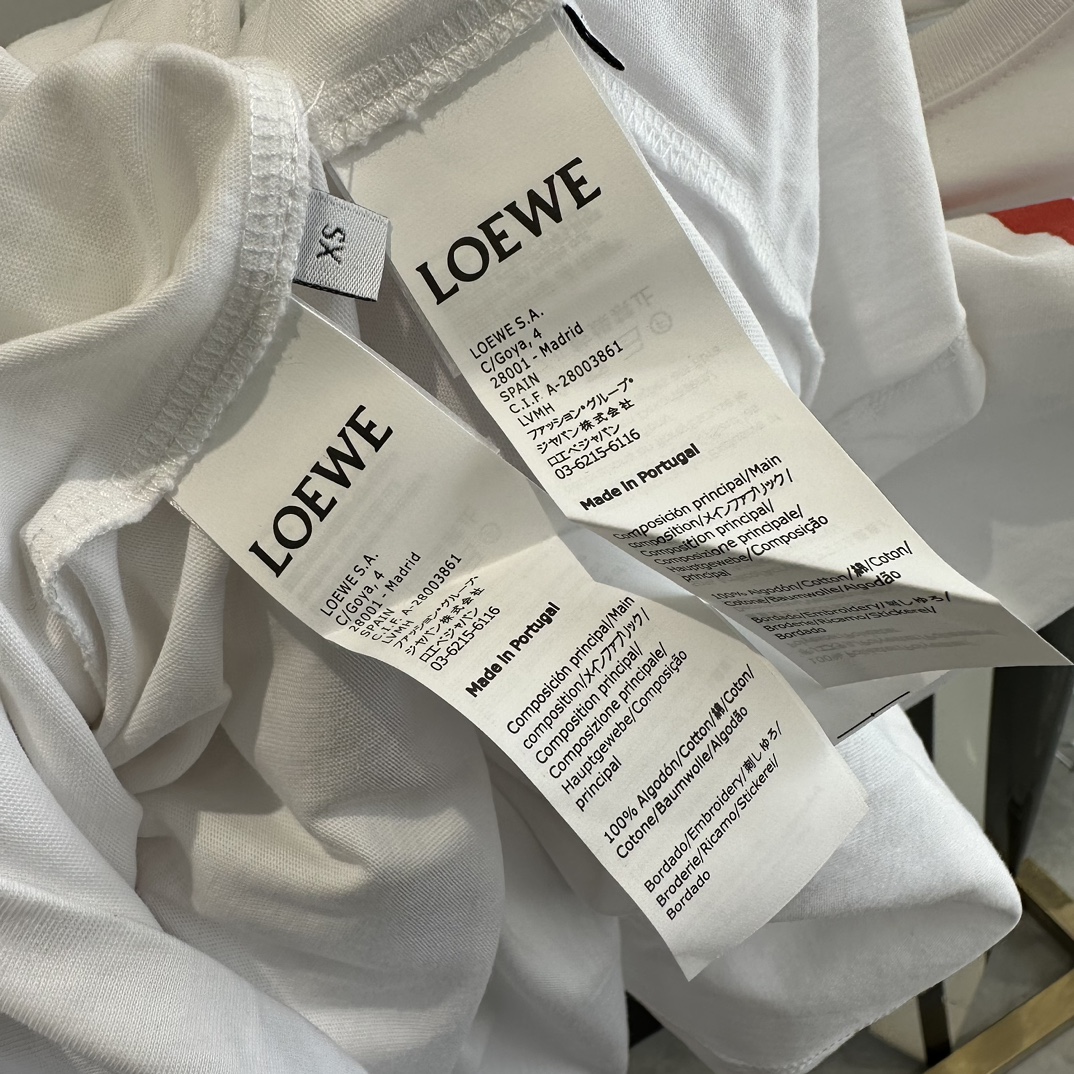 XS
LOEWE
LOEWE S.A.
C/Goya, 4
28001 - Madrid
SPAIN
C.I.F. A-28003861
LVMH
ファッション・グループ・
ジャパン株式会社
ロエベジャパン
03-6215-6116
Made in Portugal
Composición principal/Main
composition/メインファブリック/
Composition principal/
Composizione principale/
Hauptgewebe/Composição
principal
100% Algodón/Cotton/綿/Coton/
Cotone/Baumwolle/Algodão
Bordado/Embroidery/刺しゅう/
Broderie/Ricamo/Stickerei/
Bordado
LOEWE
LOEWE S.A.
C/Goya, 4
28001 - Madrid
C.I.F. A-28003861
LVMH
ファッション・グループ・
ジャパン株式会社
ロエベジャパン
03-6215-6116
Made in Portugal
Composición principal/Main
composition/メインファブリック/
Composition principal/
Composizione principale/
Hauptgewebe/Composição
principal
100% Algodón/Cotton/綿/Coton/
Cotone/Baumwolle/Algodão
Bordado/Embroidery/刺しゅう/
Broderie/Ricamo/Stickerei/
Bordado